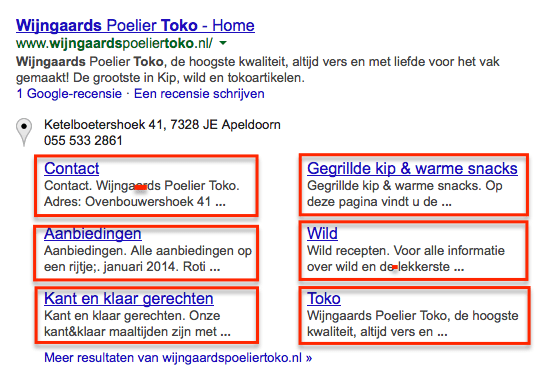 Wijngaards Poelier Toko - Home
www.wijngaardspoeliertoko.nl/
Wijngaards Poelier Toko, de hoogste kwaliteit, altijd vers en met liefde voor het vak
gemaakt! De grootste in Kip, wild en tokoartikelen.
1 Google-recensie · Een recensie schrijven
Ketelboetershoek 41, 7328 JE Apeldoorn
055 533 2861
Contact
Contact. Wijngaards Poelier Toko.
Adres: Ovenbouwershoek 41 ...
Gegrillde kip & warme snacks
Gegrillde kip & warme snacks. Op
deze pagina vindt u de ...
Aanbiedingen
Aanbiedingen. Alle aanbiedingen op
een rijtje;. januari 2014. Roti ...
Wild
Wild recepten. Voor alle informatie
over wild en de lekkerste ...
Kant en klaar gerechten
Kant en klaar gerechten. Onze
kant&klaar maaltijden zijn met ...
Toko
Wijngaards Poelier Toko, de hoogste
kwaliteit, altijd vers en ...
Meer resultaten van wijngaardspoeliertoko.nl »